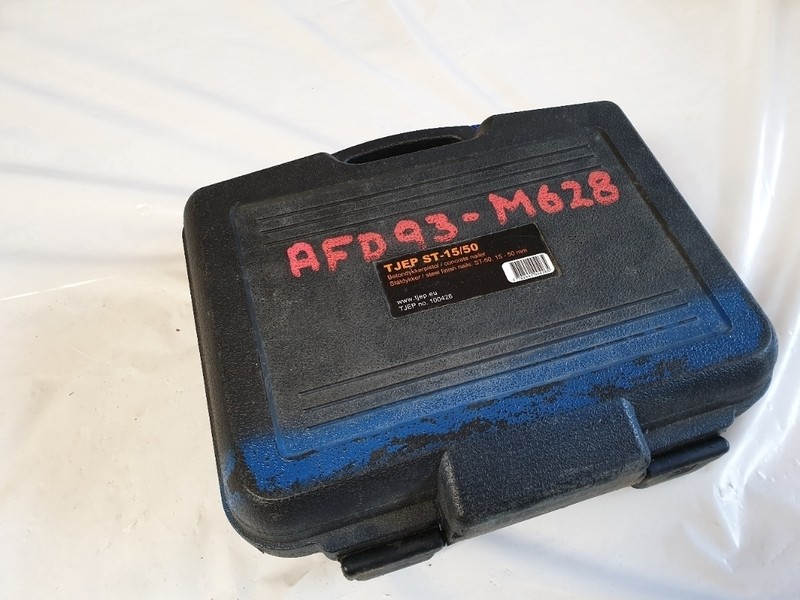 AFD93-M628
TJEP ST-15/50
Betondykkerpistol / concrete nailer
Ståldykker / steel finish nails: ST-50, 15 - 50 mm
www.tjep.eu
TJEP no. 100428